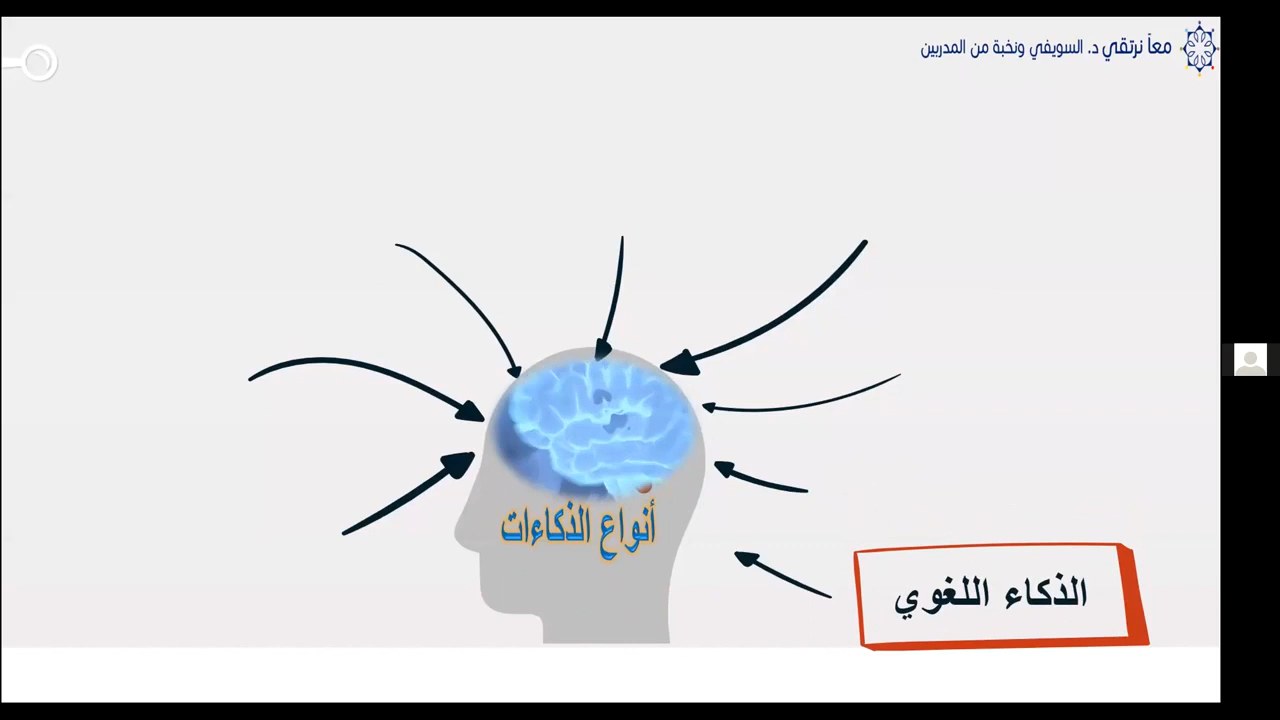 معاً نرتقي د. السويفي ونخبة من المدربين
أنواع الذكاءات
الذكاء اللغوي